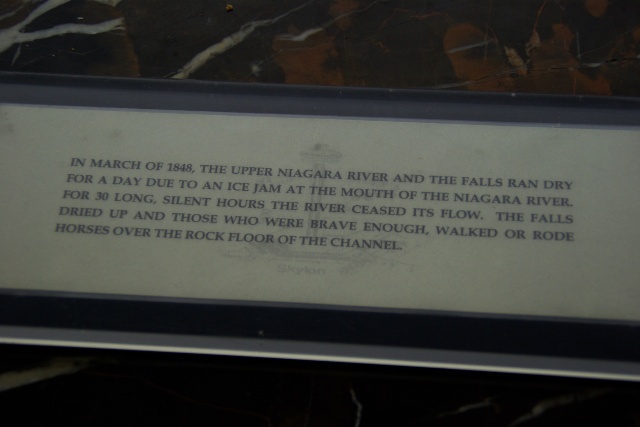 IN MARCH OF 1848, THE UPPER NIAGARA RIVER AND THE FALLS RAN DRY
FOR A DAY DUE TO AN ICE JAM AT THE MOUTH OF THE NIAGARA RIVER.
FOR 30 LONG, SILENT HOURS THE RIVER CEASED ITS FLOW. THE FALLS
DRIED UP AND THOSE WHO WERE BRAVE ENOUGH, WALKED OR RODE
HORSES OVER THE ROCK FLOOR OF THE CHANNEL.
Skylon